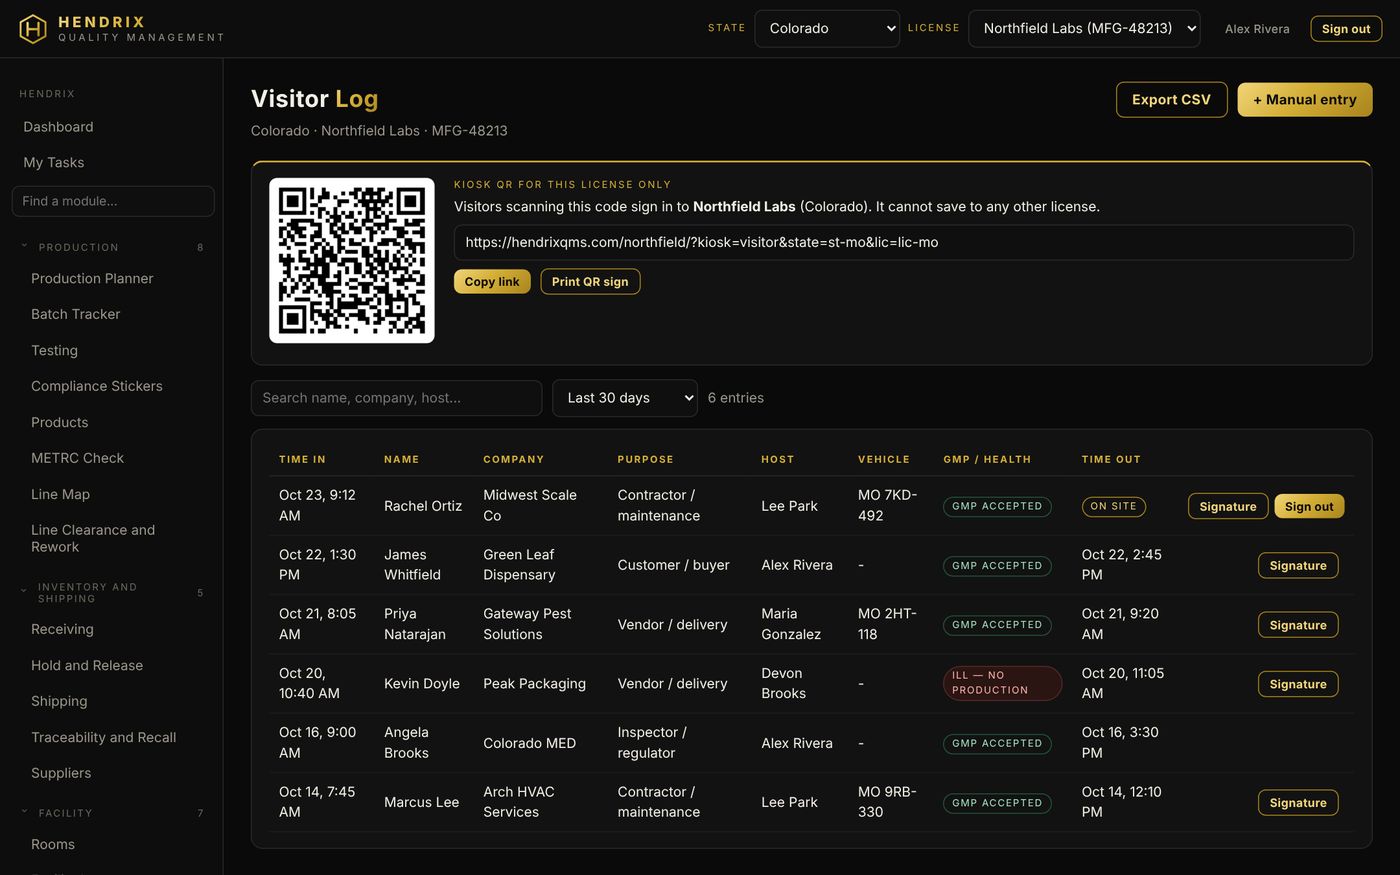 HENDRIX
QUALITY MANAGEMENT
STATE
Colorado
LICENSE
Northfield Labs (MFG-48213)
Alex Rivera
Sign out
HENDRIX
Dashboard
My Tasks
Find a module...
PRODUCTION 8
Production Planner
Batch Tracker
Testing
Compliance Stickers
Products
METRC Check
Line Map
Line Clearance and
Rework
INVENTORY AND
SHIPPING 5
Receiving
Hold and Release
Shipping
Traceability and Recall
Suppliers
FACILITY 7
Rooms
Visitor Log
Colorado · Northfield Labs · MFG-48213
Export CSV
+ Manual entry
KIOSK QR FOR THIS LICENSE ONLY
Visitors scanning this code sign in to Northfield Labs (Colorado). It cannot save to any other license.
https://hendrixqms.com/northfield/?kiosk=visitor&state=st-mo&lic=lic-mo
Copy link
Print QR sign
Search name, company, host...
Last 30 days
6 entries
TIME IN NAME COMPANY PURPOSE HOST VEHICLE GMP / HEALTH TIME OUT
Oct 23, 9:12
AM
Rachel Ortiz
Midwest Scale
Co
Contractor /
maintenance
Lee Park
MO 7KD-
492
GMP ACCEPTED
ON SITE
Signature
Sign out
Oct 22, 1:30
PM
James
Whitfield
Green Leaf
Dispensary
Customer / buyer
Alex Rivera
-
GMP ACCEPTED
Oct 22, 2:45
PM
Signature
Oct 21, 8:05
AM
Priya
Natarajan
Gateway Pest
Solutions
Vendor / delivery
Maria
Gonzalez
MO 2HT-
118
GMP ACCEPTED
Oct 21, 9:20
AM
Signature
Oct 20,
10:40 AM
Kevin Doyle
Peak Packaging
Vendor / delivery
Devon
Brooks
-
ILL — NO
PRODUCTION
Oct 20, 11:05
AM
Signature
Oct 16, 9:00
AM
Angela
Brooks
Colorado MED
Inspector /
regulator
Alex Rivera
-
GMP ACCEPTED
Oct 16, 3:30
PM
Oct 14, 7:45
AM
Marcus Lee
Arch HVAC
Services
Contractor /
maintenance
Lee Park
MO 9RB-
330
GMP ACCEPTED
Oct 14, 12:10
PM
Signature